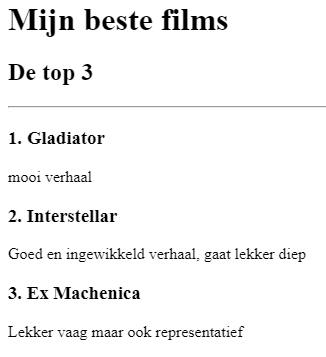 Mijn beste films
De top 3
1. Gladiator
mooi verhaal
2. Interstellar
Goed en ingewikkeld verhaal, gaat lekker diep
3. Ex Machenica
Lekker vaag maar ook representatief